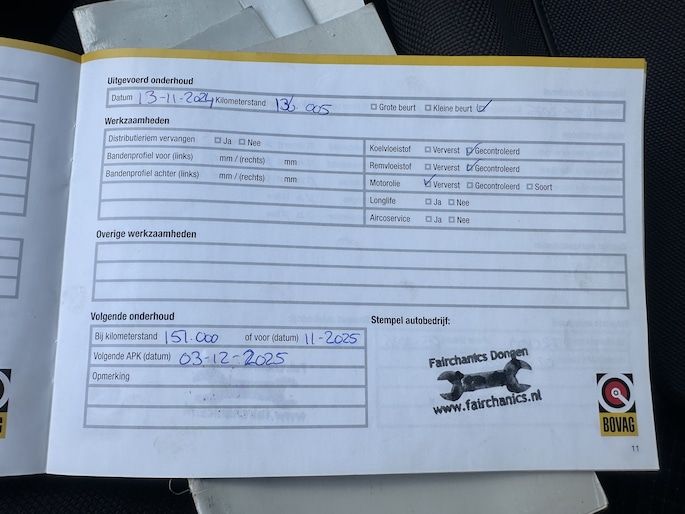 Uitgevoerd onderhoud
Datum 13-11-2024 Kilometerstand 136.005 Grote beurt Kleine beurt
Werkzaamheden
Distributieriem vervangen Ja Nee
Bandenprofiel voor (links) mm / (rechts) mm
Bandenprofiel achter (links) mm / (rechts) mm
Koelvloeistof Ververst Gecontroleerd
Remvloeistof Ververst Gecontroleerd
Motorolie Ververst Gecontroleerd Soort
Longlife Ja Nee
Aircoservice Ja Nee
Overige werkzaamheden
Volgende onderhoud
Bij kilometerstand 151.000 of voor (datum) 11-2025
Volgende APK (datum) 03-12-2025
Opmerking
Stempel autobedrijf:
Fairchanics Dongen
www.fairchanics.nl
BOVAG
11